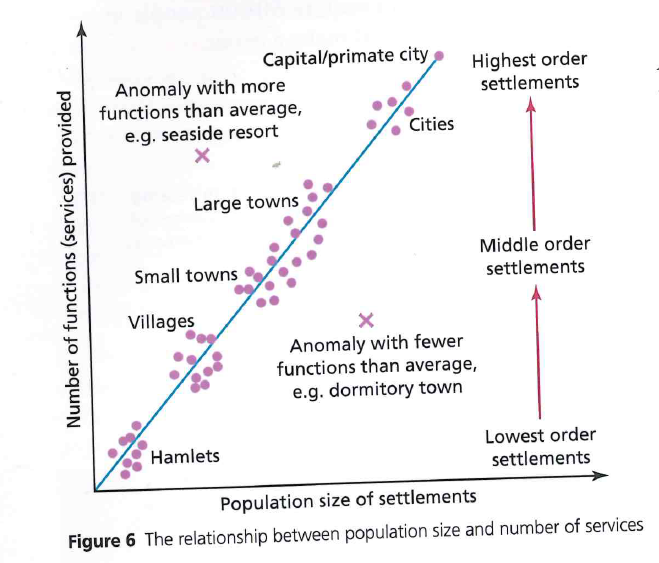 Capital/primate city
Highest order
settlements
Anomaly with more
functions than average,
e.g. seaside resort
Cities
Large towns
Middle order
settlements
Small towns
Villages
Anomaly with fewer
functions than average,
e.g. dormitory town
Hamlets
Lowest order
settlements
Number of functions (services) provided
Population size of settlements
Figure 6 The relationship between population size and number of services